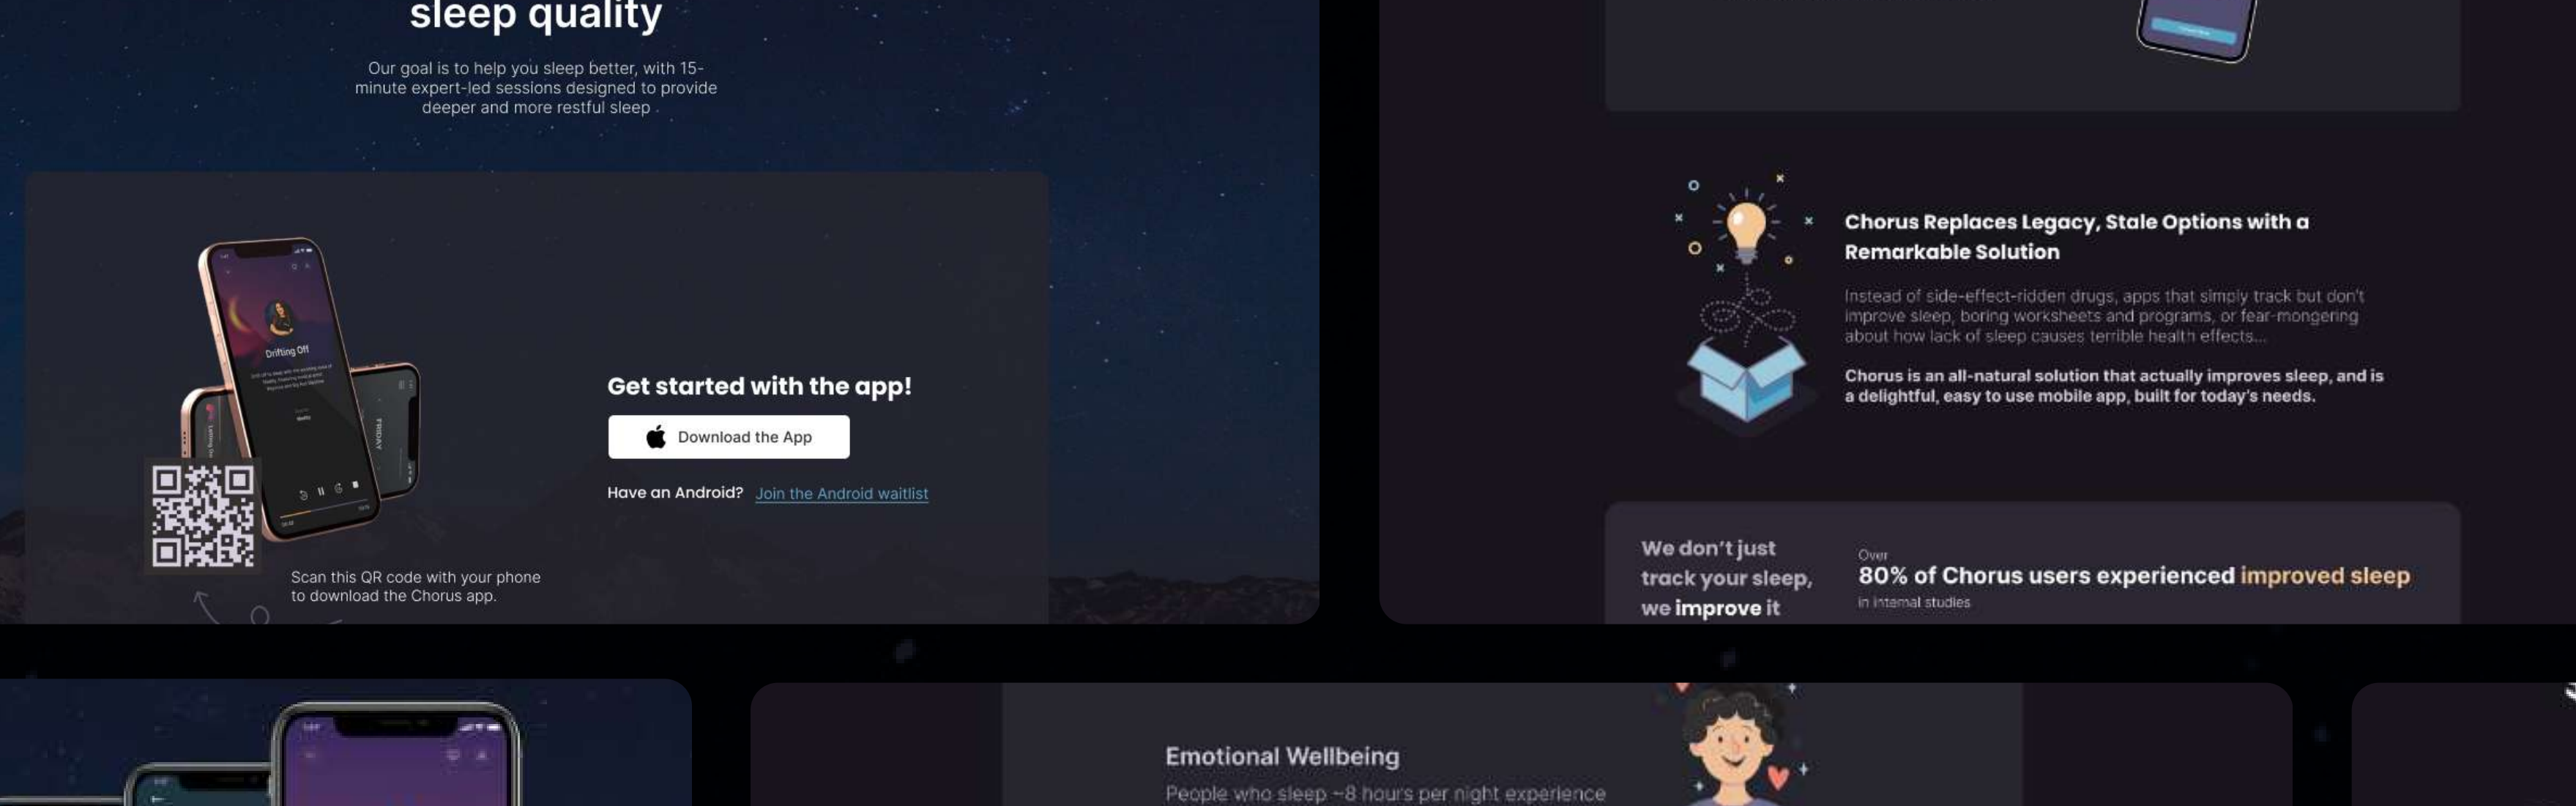 sleep quality
Our goal is to help you sleep better, with 15-
minute expert-led sessions designed to provide
deeper and more restful sleep
Drifting Off
FRIDAY
Get started with the app!
Download the App
Have an Android? Join the Android waitlist
Scan this QR code with your phone
to download the Chorus app.
Chorus Replaces Legacy, Stale Options with a
Remarkable Solution
Instead of side-effect-ridden drugs, apps that simply track but don't
improve sleep, boring worksheets and programs, or fear-mongering
about how lack of sleep causes terrible health effects...
Chorus is an all-natural solution that actually improves sleep, and is
a delightful, easy to use mobile app, built for today's needs.
We don't just
track your sleep,
we improve it
Over
80% of Chorus users experienced improved sleep
in internal studies
Emotional Wellbeing
People who sleep ~8 hours per night experience